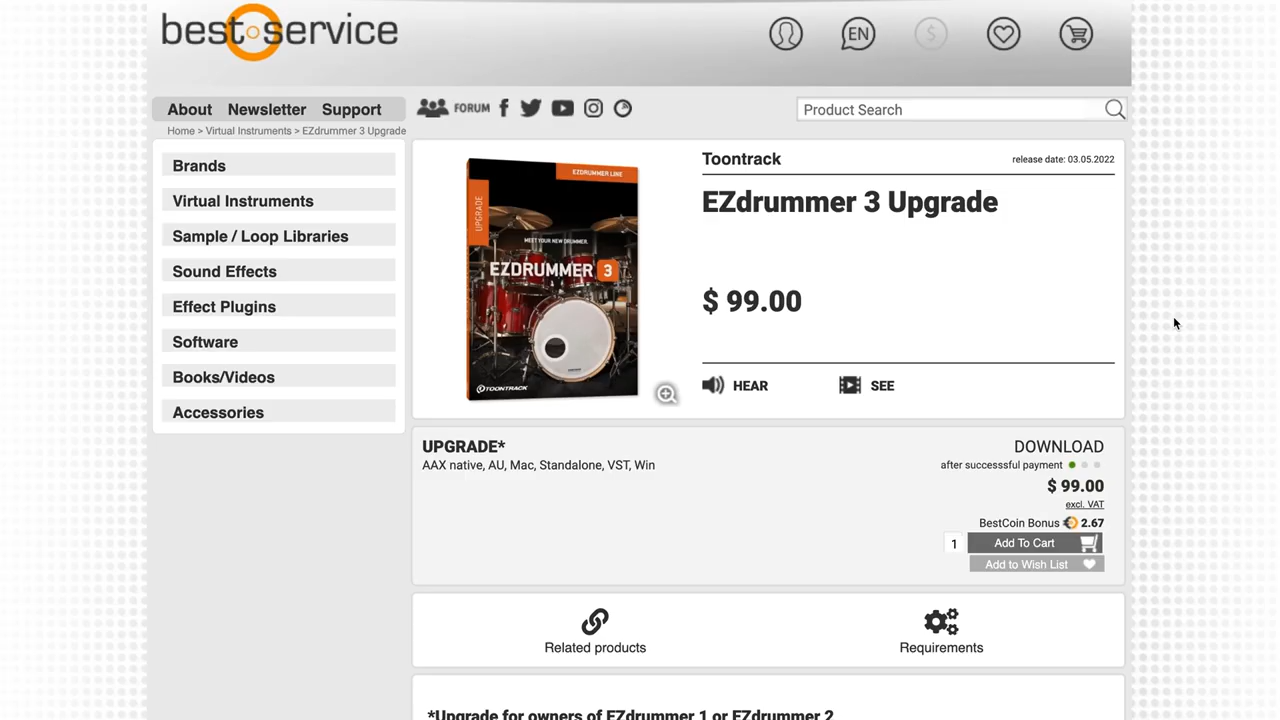 best service
EN
$
About Newsletter Support
FORUM
Product Search
Home > Virtual Instruments > EZdrummer 3 Upgrade
Brands
Virtual Instruments
Sample / Loop Libraries
Sound Effects
Effect Plugins
Software
Books/Videos
Accessories
EZDRUMMER LINE
UPGRADE
MEET YOUR NEW DRUMMER.
EZDRUMMER 3
TOONTRACK
Toontrack
release date: 03.05.2022
EZdrummer 3 Upgrade
$ 99.00
HEAR
SEE
UPGRADE*
AAX native, AU, Mac, Standalone, VST, Win
DOWNLOAD
after successsful payment
$ 99.00
excl. VAT
BestCoin Bonus 2.67
1 Add To Cart
Add to Wish List
Related products
Requirements
*Upgrade for owners of EZdrummer 1 or EZdrummer 2